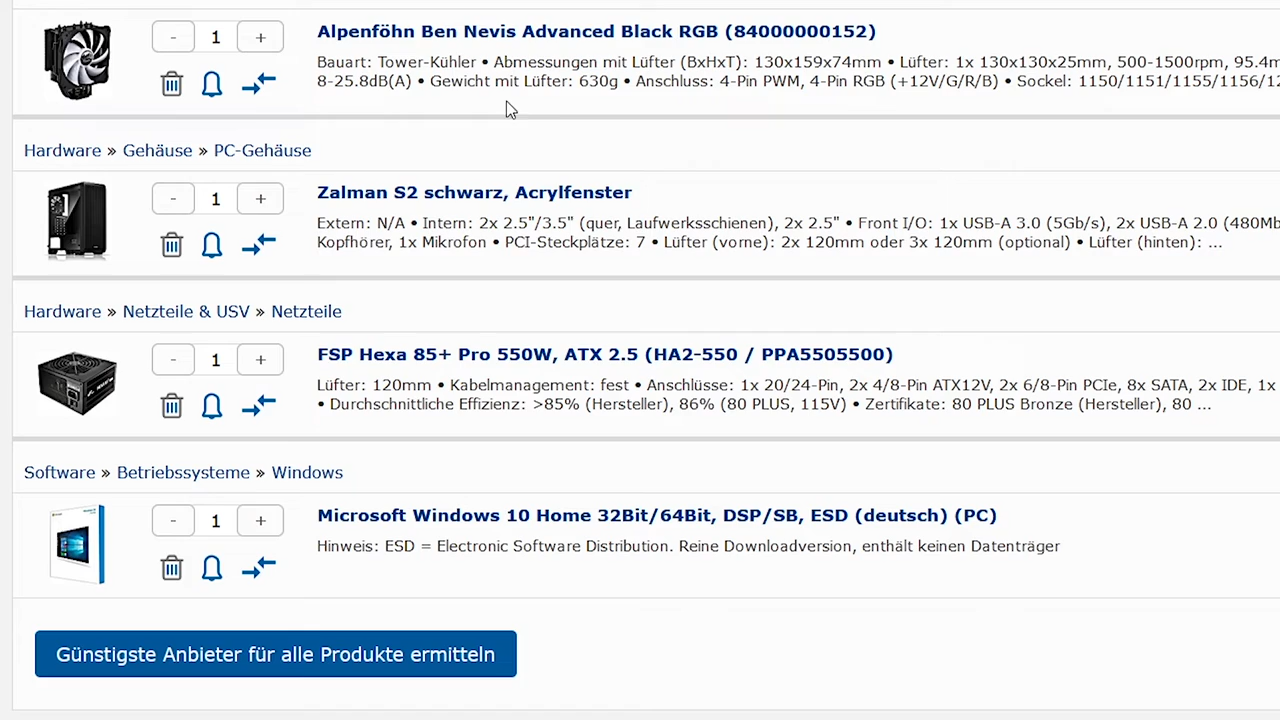 Alpenföhn Ben Nevis Advanced Black RGB (84000000152)
- 1 +
Bauart: Tower-Kühler • Abmessungen mit Lüfter (BxHxT): 130x159x74mm • Lüfter: 1x 130x130x25mm, 500-1500rpm, 95.4m
8-25.8dB(A) • Gewicht mit Lüfter: 630g • Anschluss: 4-Pin PWM, 4-Pin RGB (+12V/G/R/B) • Sockel: 1150/1151/1155/1156/12
Hardware » Gehäuse » PC-Gehäuse
Zalman S2 schwarz, Acrylfenster
- 1 +
Extern: N/A • Intern: 2x 2.5"/3.5" (quer, Laufwerksschienen), 2x 2.5" • Front I/O: 1x USB-A 3.0 (5Gb/s), 2x USB-A 2.0 (480Mb
Kopfhörer, 1x Mikrofon • PCI-Steckplätze: 7 • Lüfter (vorne): 2x 120mm oder 3x 120mm (optional) • Lüfter (hinten): ...
Hardware » Netzteile & USV » Netzteile
FSP Hexa 85+ Pro 550W, ATX 2.5 (HA2-550 / PPA5505500)
- 1 +
Lüfter: 120mm • Kabelmanagement: fest • Anschlüsse: 1x 20/24-Pin, 2x 4/8-Pin ATX12V, 2x 6/8-Pin PCIe, 8x SATA, 2x IDE, 1x
• Durchschnittliche Effizienz: >85% (Hersteller), 86% (80 PLUS, 115V) • Zertifikate: 80 PLUS Bronze (Hersteller), 80 ...
Software » Betriebssysteme » Windows
Microsoft Windows 10 Home 32Bit/64Bit, DSP/SB, ESD (deutsch) (PC)
- 1 +
Hinweis: ESD = Electronic Software Distribution. Reine Downloadversion, enthält keinen Datenträger
Günstigste Anbieter für alle Produkte ermitteln